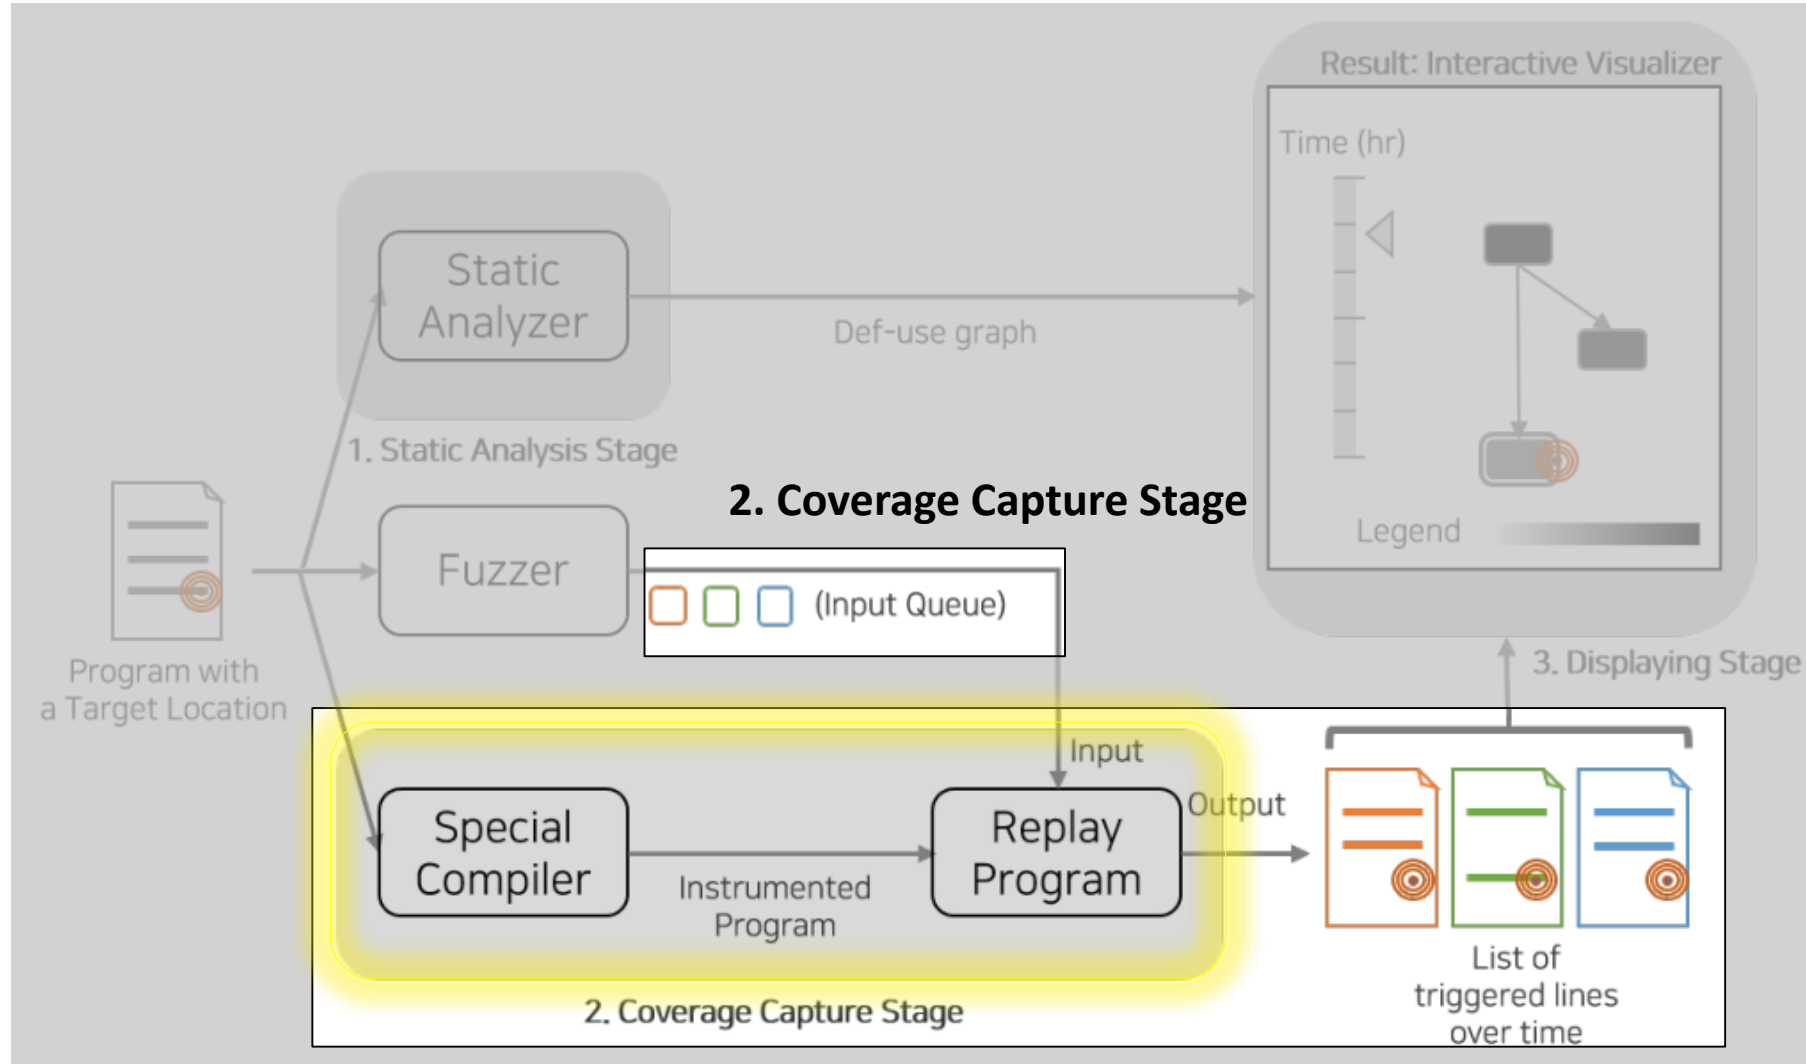 Result: Interactive Visualizer
Time (hr)
Static
Analyzer
Def-use graph
1. Static Analysis Stage
2. Coverage Capture Stage
Legend
Fuzzer
(Input Queue)
Program with
a Target Location
3. Displaying Stage
Input
Output
Special
Compiler
Instrumented
Program
Replay
Program
List of
triggered lines
over time
2. Coverage Capture Stage